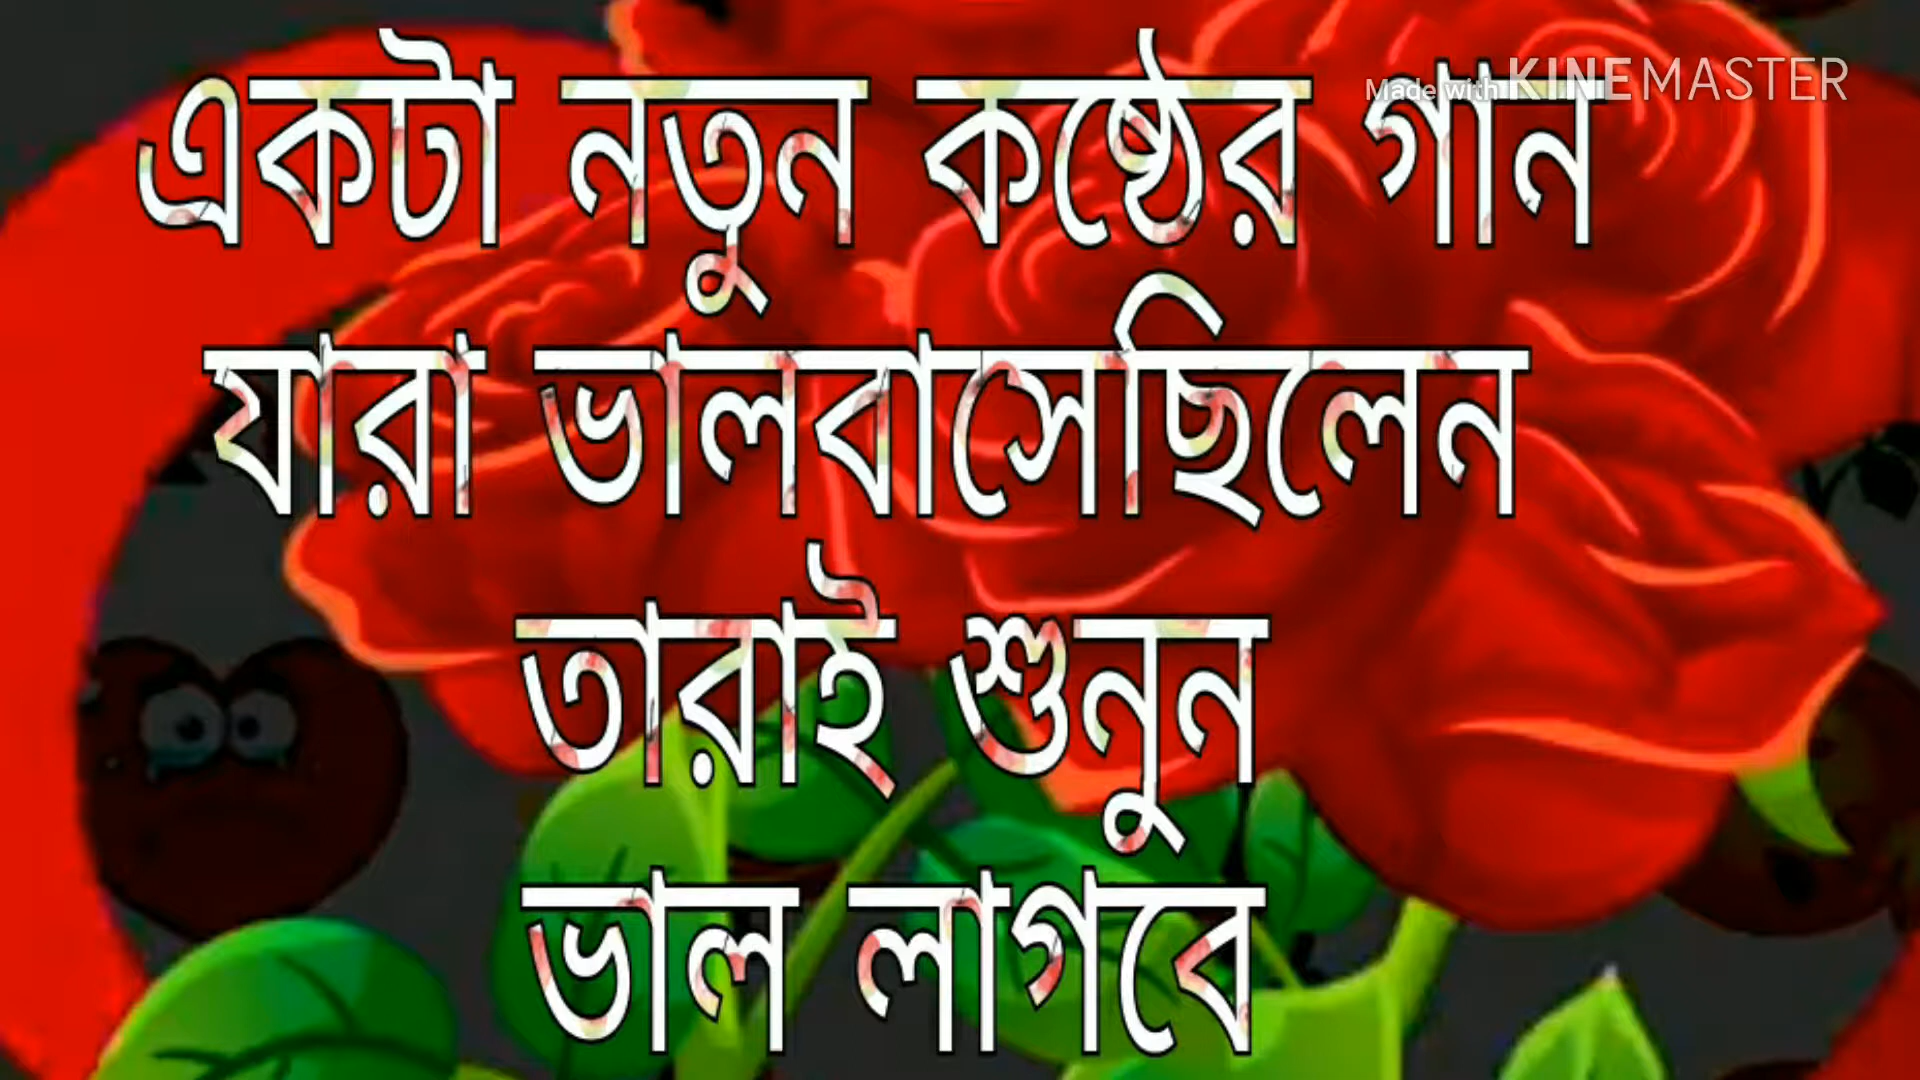 Made with KINEMASTER
একটা নতুন কষ্ঠের গান
যারা ভালবাসেছিলেন
তারাই শুনুন
ভাল লাগবে